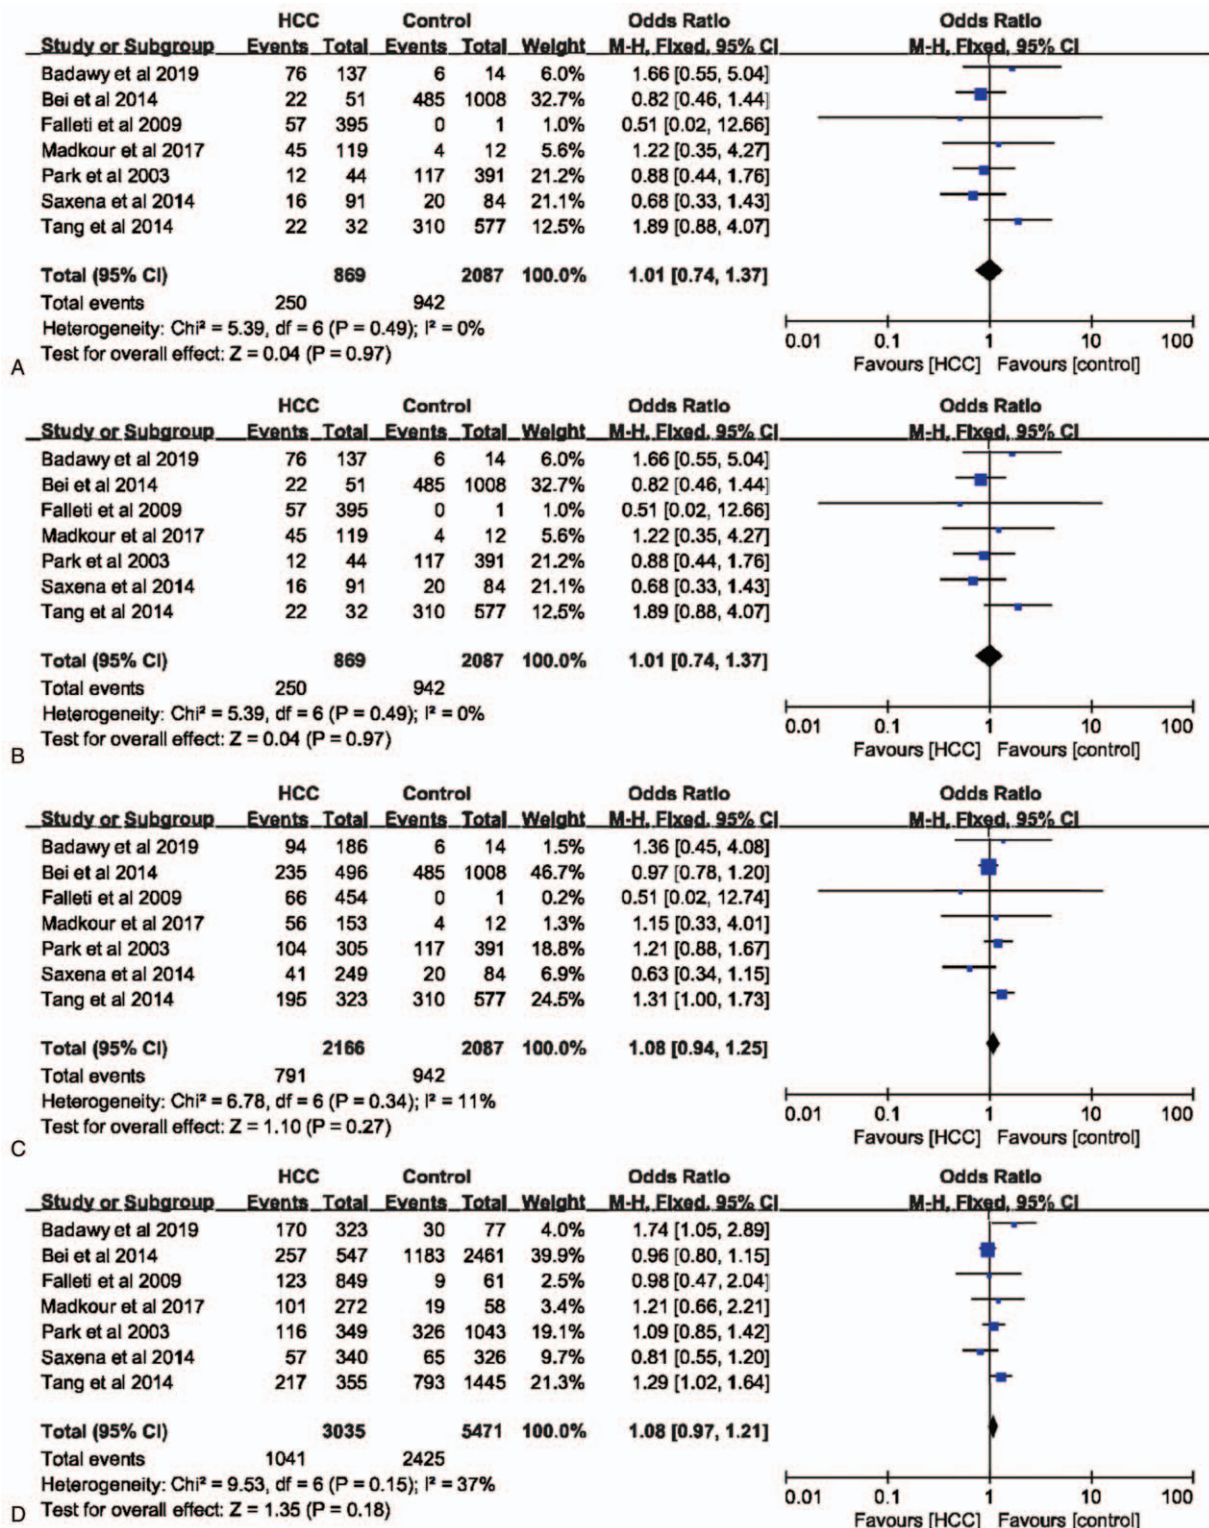 HCC Control Odds Ratio Odds Ratio
Study or Subgroup Events Total Events Total Weight M-H, Fixed, 95% CI M-H, Fixed, 95% CI
Badawy et al 2019 76 137 6 14 6.0% 1.66 [0.55, 5.04]
Bei et al 2014 22 51 485 1008 32.7% 0.82 [0.46, 1.44]
Falleti et al 2009 57 395 0 1 1.0% 0.51 [0.02, 12.66]
Madkour et al 2017 45 119 4 12 5.6% 1.22 [0.35, 4.27]
Park et al 2003 12 44 117 391 21.2% 0.88 [0.44, 1.76]
Saxena et al 2014 16 91 20 84 21.1% 0.68 [0.33, 1.43]
Tang et al 2014 22 32 310 577 12.5% 1.89 [0.88, 4.07]
Total (95% CI) 869 2087 100.0% 1.01 [0.74, 1.37]
Total events 250 942
Heterogeneity: Chi² = 5.39, df = 6 (P = 0.49); I² = 0%
Test for overall effect: Z = 0.04 (P = 0.97)
0.01 0.1 1 10 100
Favours [HCC] Favours [control]
A
HCC Control Odds Ratio Odds Ratio
Study or Subgroup Events Total Events Total Weight M-H, Fixed, 95% CI M-H, Fixed, 95% CI
Badawy et al 2019 76 137 6 14 6.0% 1.66 [0.55, 5.04]
Bei et al 2014 22 51 485 1008 32.7% 0.82 [0.46, 1.44]
Falleti et al 2009 57 395 0 1 1.0% 0.51 [0.02, 12.66]
Madkour et al 2017 45 119 4 12 5.6% 1.22 [0.35, 4.27]
Park et al 2003 12 44 117 391 21.2% 0.88 [0.44, 1.76]
Saxena et al 2014 16 91 20 84 21.1% 0.68 [0.33, 1.43]
Tang et al 2014 22 32 310 577 12.5% 1.89 [0.88, 4.07]
Total (95% CI) 869 2087 100.0% 1.01 [0.74, 1.37]
Total events 250 942
Heterogeneity: Chi² = 5.39, df = 6 (P = 0.49); I² = 0%
Test for overall effect: Z = 0.04 (P = 0.97)
0.01 0.1 1 10 100
Favours [HCC] Favours [control]
B
HCC Control Odds Ratio Odds Ratio
Study or Subgroup Events Total Events Total Weight M-H, Fixed, 95% CI M-H, Fixed, 95% CI
Badawy et al 2019 94 186 6 14 1.5% 1.36 [0.45, 4.08]
Bei et al 2014 235 496 485 1008 46.7% 0.97 [0.78, 1.20]
Falleti et al 2009 66 454 0 1 0.2% 0.51 [0.02, 12.74]
Madkour et al 2017 56 153 4 12 1.3% 1.15 [0.33, 4.01]
Park et al 2003 104 305 117 391 18.8% 1.21 [0.88, 1.67]
Saxena et al 2014 41 249 20 84 6.9% 0.63 [0.34, 1.15]
Tang et al 2014 195 323 310 577 24.5% 1.31 [1.00, 1.73]
Total (95% CI) 2166 2087 100.0% 1.08 [0.94, 1.25]
Total events 791 942
Heterogeneity: Chi² = 6.78, df = 6 (P = 0.34); I² = 11%
Test for overall effect: Z = 1.10 (P = 0.27)
0.01 0.1 1 10 100
Favours [HCC] Favours [control]
C
HCC Control Odds Ratio Odds Ratio
Study or Subgroup Events Total Events Total Weight M-H, Fixed, 95% CI M-H, Fixed, 95% CI
Badawy et al 2019 170 323 30 77 4.0% 1.74 [1.05, 2.89]
Bei et al 2014 257 547 1183 2461 39.9% 0.96 [0.80, 1.15]
Falleti et al 2009 123 849 9 61 2.5% 0.98 [0.47, 2.04]
Madkour et al 2017 101 272 19 58 3.4% 1.21 [0.66, 2.21]
Park et al 2003 116 349 326 1043 19.1% 1.09 [0.85, 1.42]
Saxena et al 2014 57 340 65 326 9.7% 0.81 [0.55, 1.20]
Tang et al 2014 217 355 793 1445 21.3% 1.29 [1.02, 1.64]
Total (95% CI) 3035 5471 100.0% 1.08 [0.97, 1.21]
Total events 1041 2425
Heterogeneity: Chi² = 9.53, df = 6 (P = 0.15); I² = 37%
Test for overall effect: Z = 1.35 (P = 0.18)
0.01 0.1 1 10 100
Favours [HCC] Favours [control]
D